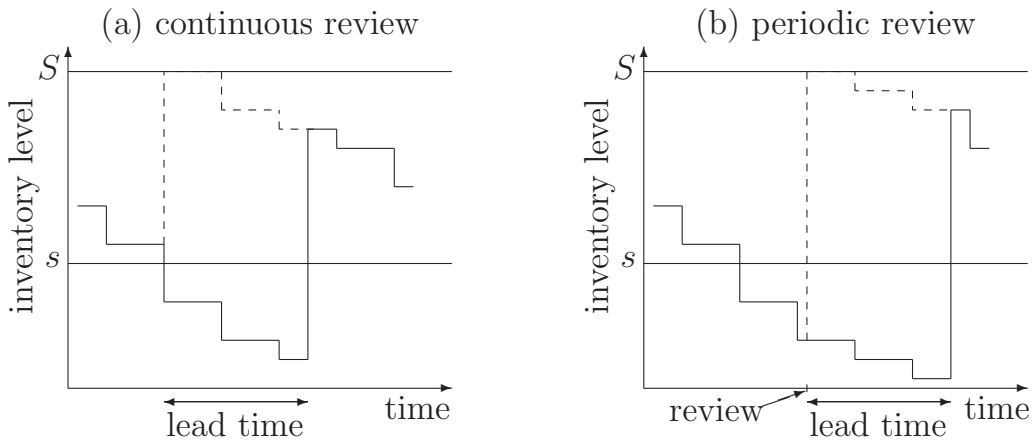 (a) continuous review
S
inventory level
s
lead time
time
(b) periodic review
S
inventory level
s
review
lead time
time